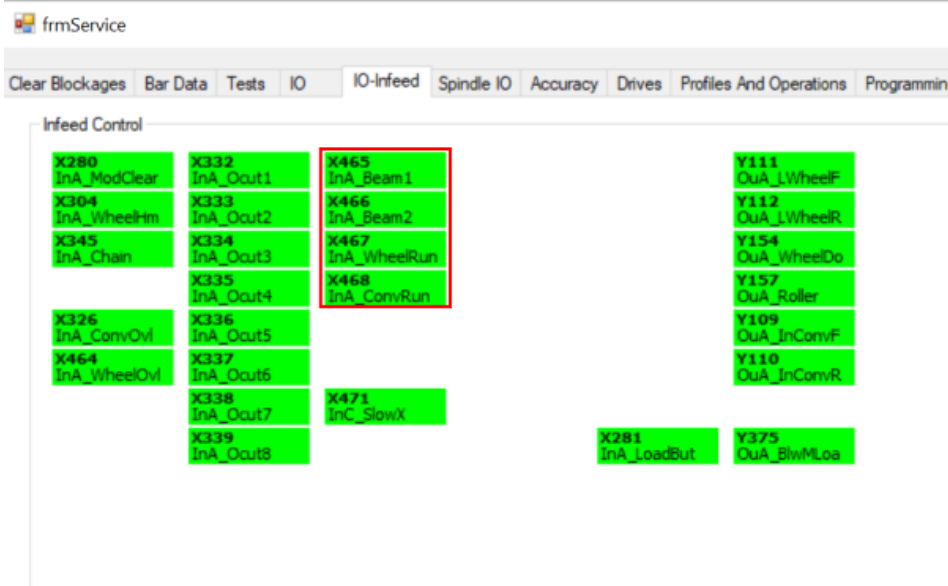 frmService
Clear Blockages Bar Data Tests IO IO-Infeed Spindle IO Accuracy Drives Profiles And Operations Programmin
Infeed Control
X280
InA_ModClear
X304
InA_WheelHm
X345
InA_Chain
X326
InA_ConvOvl
X464
InA_WheelOvl
X332
InA_Ocut1
X333
InA_Ocut2
X334
InA_Ocut3
X335
InA_Ocut4
X336
InA_Ocut5
X337
InA_Ocut6
X338
InA_Ocut7
X339
InA_Ocut8
X465
InA_Beam1
X466
InA_Beam2
X467
InA_WheelRun
X468
InA_ConvRun
X471
InC_SlowX
X281
InA_LoadBut
Y111
OuA_LWheelF
Y112
OuA_LWheelR
Y154
OuA_WheelDo
Y157
OuA_Roller
Y109
OuA_InConvF
Y110
OuA_InConvR
Y375
OuA_BlwMLoa